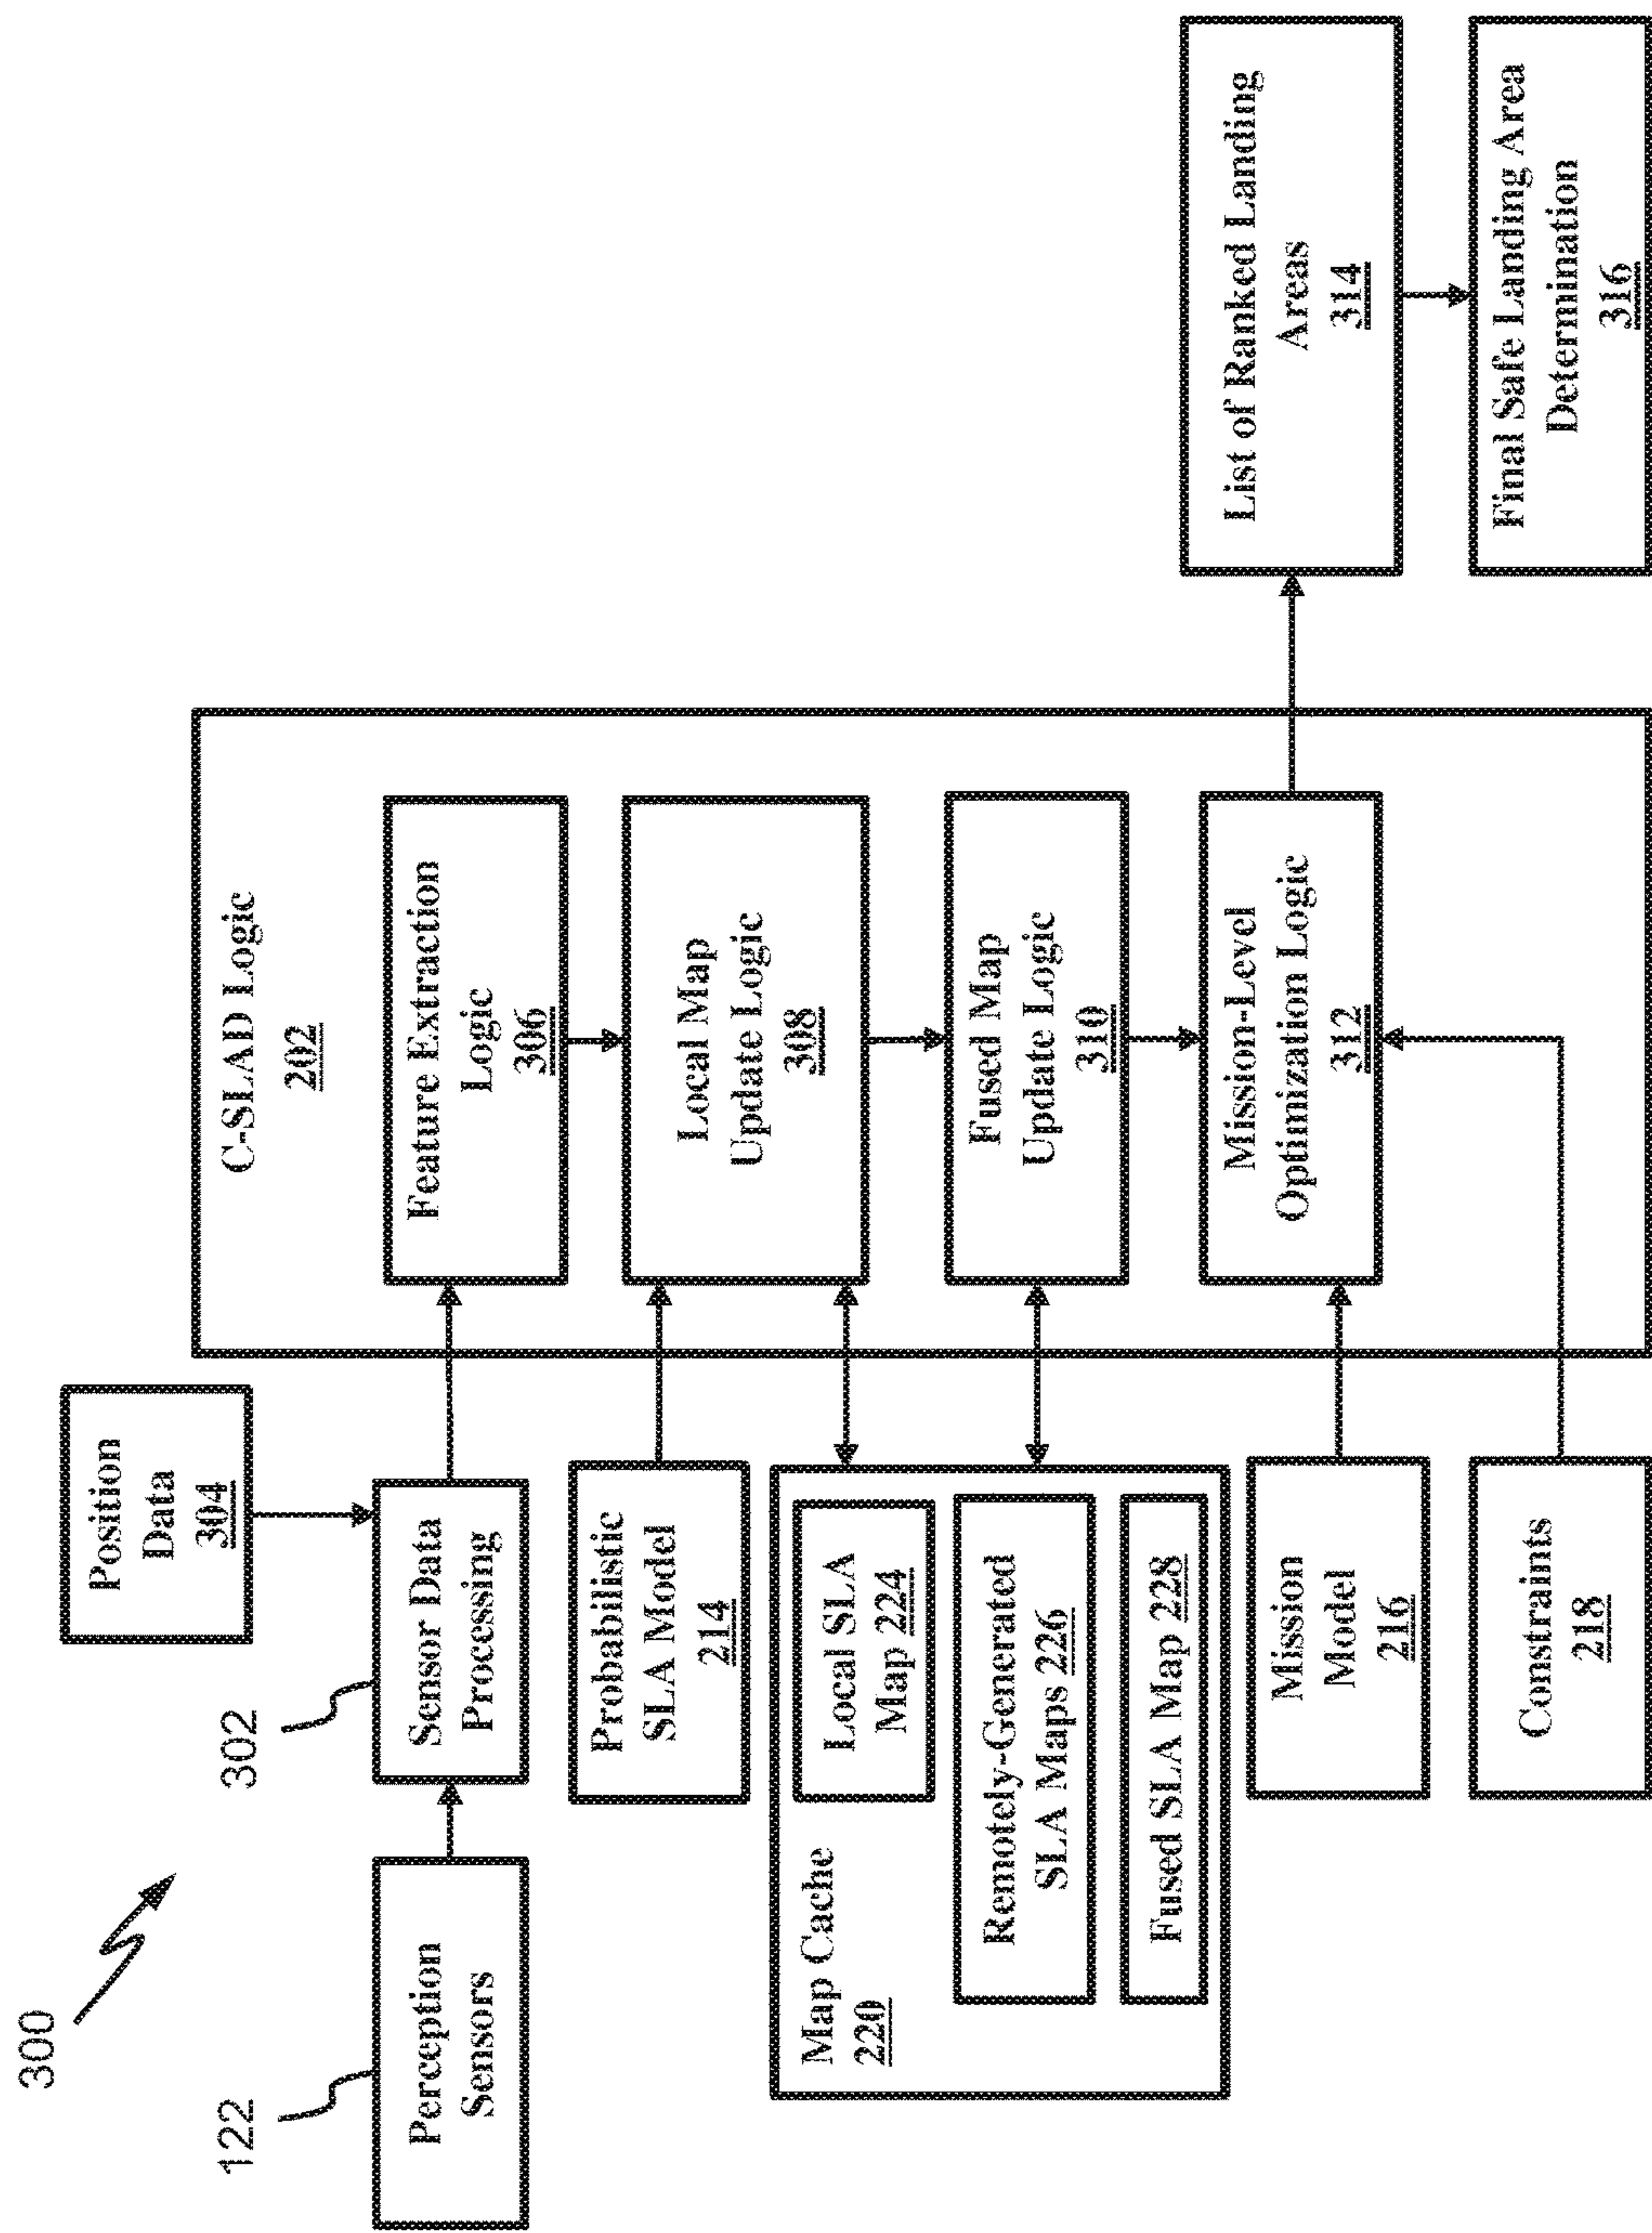 300
122
Perception
Sensors
302
Sensor Data
Processing
Position
Data
304
Probabilistic
SLA Model
214
Map Cache
220
Local SLA
Map 224
Remotely-Generated
SLA Maps 226
Fused SLA Map 228
Mission
Model
216
Constraints
218
C-SLAD Logic
202
Feature Extraction
Logic
306
Local Map
Update Logic
308
Fused Map
Update Logic
310
Mission-Level
Optimization Logic
312
List of Ranked Landing
Areas
314
Final Safe Landing Area
Determination
316